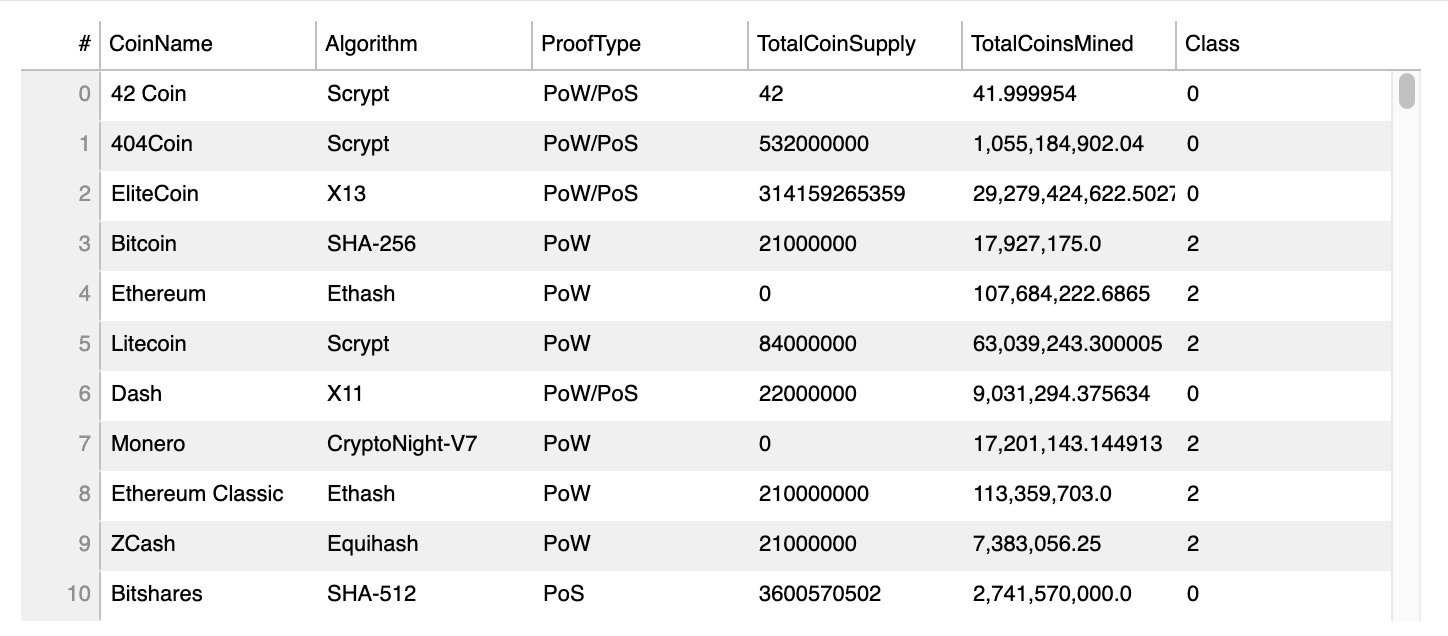 # CoinName Algorithm ProofType TotalCoinSupply TotalCoinsMined Class
0 42 Coin Scrypt PoW/PoS 42 41.999954 0
1 404Coin Scrypt PoW/PoS 532000000 1,055,184,902.04 0
2 EliteCoin X13 PoW/PoS 314159265359 29,279,424,622.5027 0
3 Bitcoin SHA-256 PoW 21000000 17,927,175.0 2
4 Ethereum Ethash PoW 0 107,684,222.6865 2
5 Litecoin Scrypt PoW 84000000 63,039,243.300005 2
6 Dash X11 PoW/PoS 22000000 9,031,294.375634 0
7 Monero CryptoNight-V7 PoW 0 17,201,143.144913 2
8 Ethereum Classic Ethash PoW 210000000 113,359,703.0 2
9 ZCash Equihash PoW 21000000 7,383,056.25 2
10 Bitshares SHA-512 PoS 3600570502 2,741,570,000.0 0